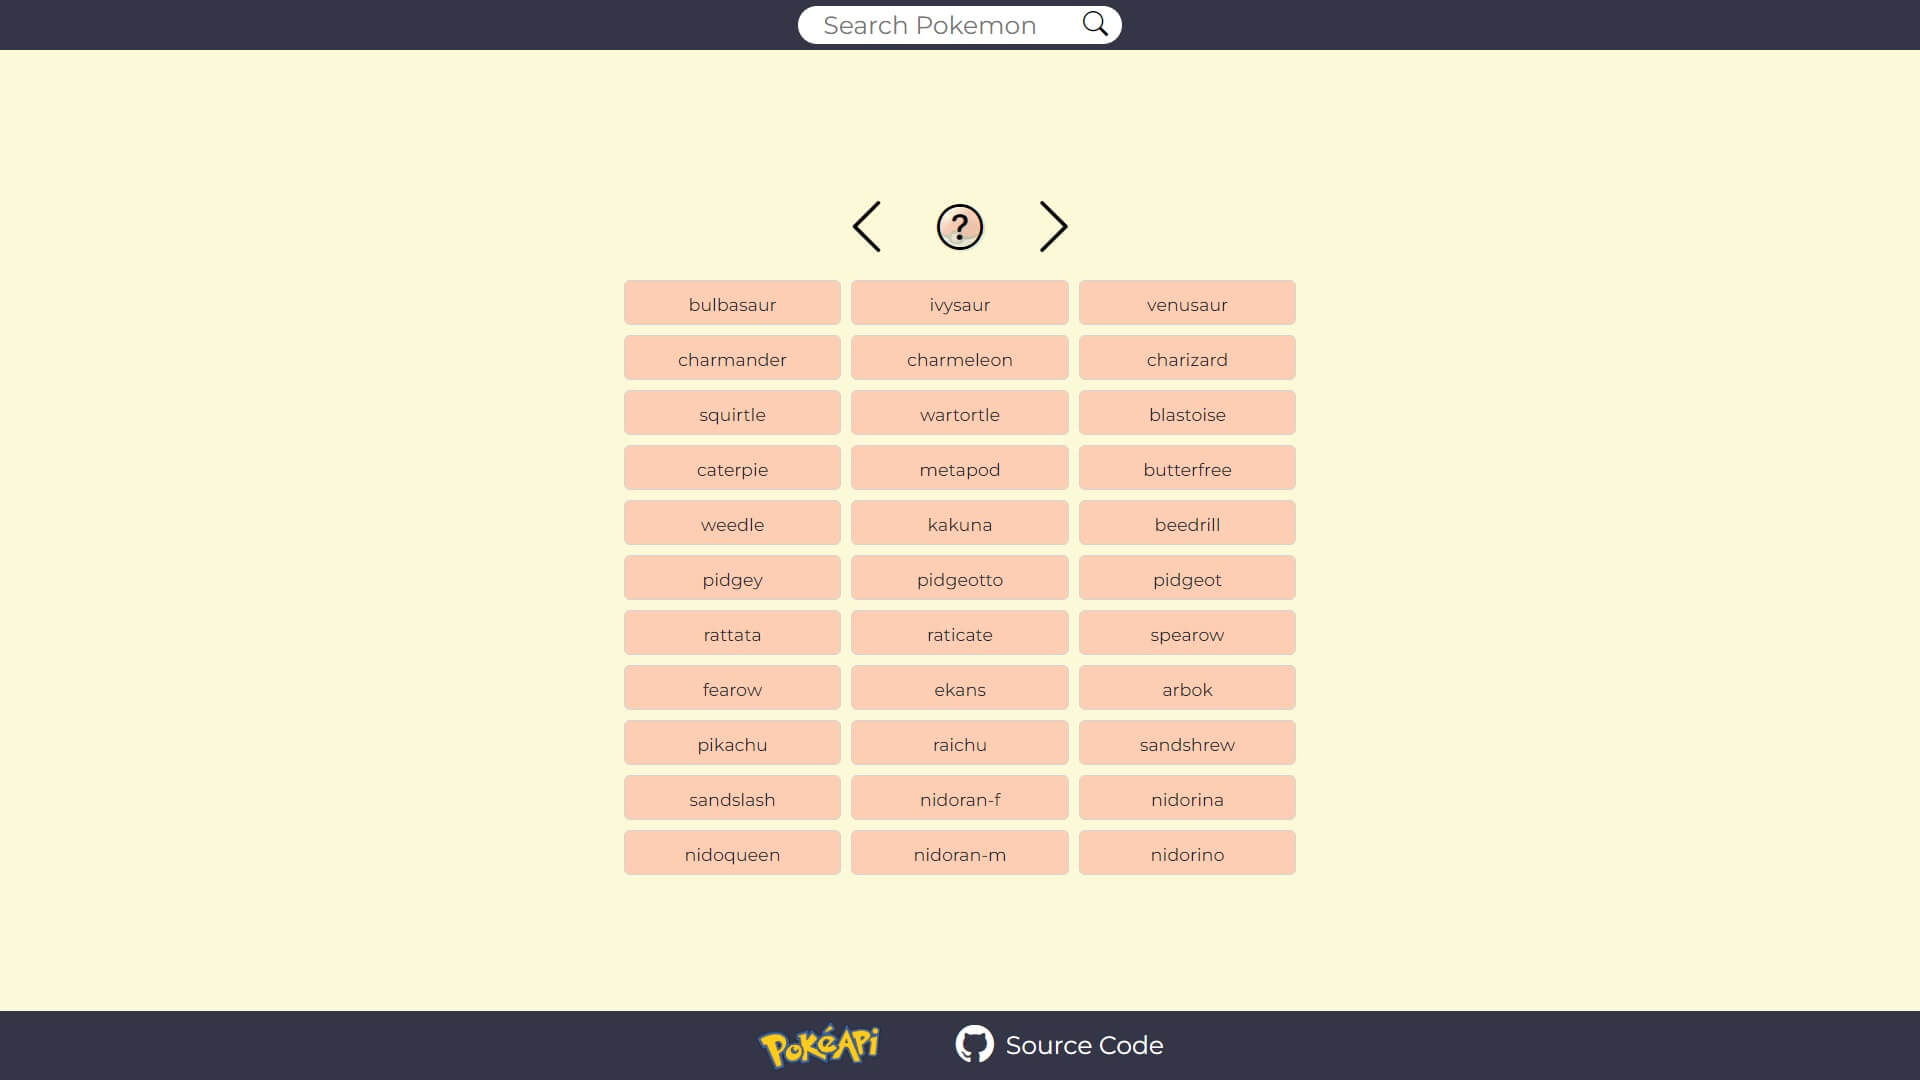 Search Pokemon
?
bulbasaur ivysaur venusaur
charmander charmeleon charizard
squirtle wartortle blastoise
caterpie metapod butterfree
weedle kakuna beedrill
pidgey pidgeotto pidgeot
rattata raticate spearow
fearow ekans arbok
pikachu raichu sandshrew
sandslash nidoran-f nidorina
nidoqueen nidoran-m nidorino
PokéApi Source Code